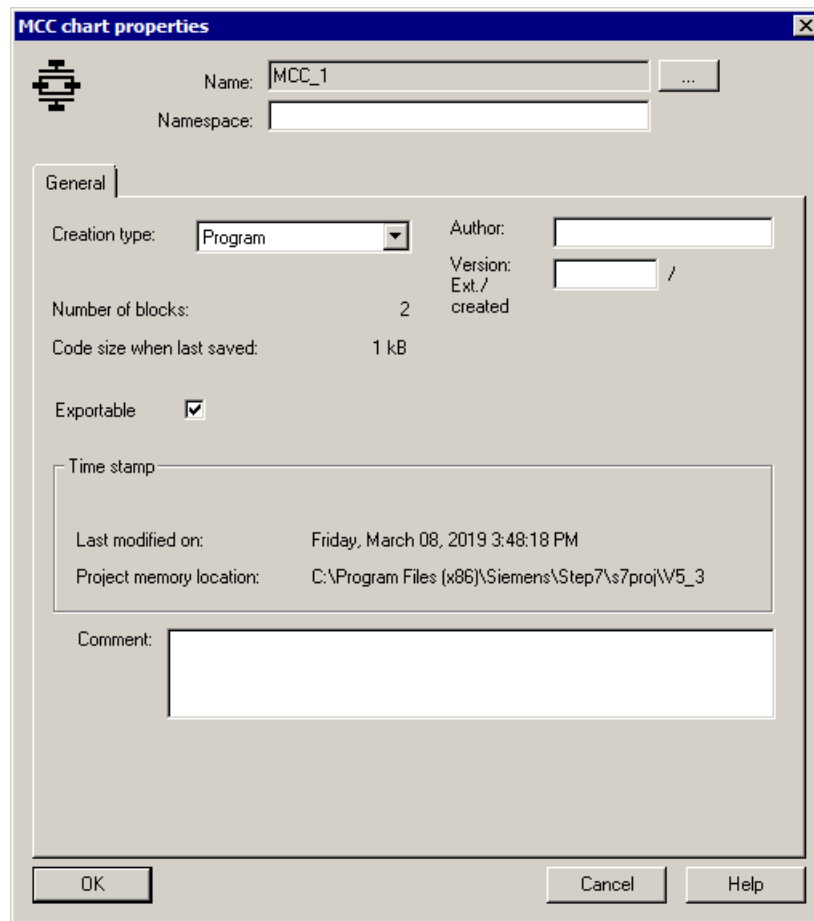 MCC chart properties
Name: MCC_1 ...
Namespace:
General
Creation type: Program
Author:
Version:
Ext./
created
/
Number of blocks: 2
Code size when last saved: 1 kB
Exportable
Time stamp
Last modified on: Friday, March 08, 2019 3:48:18 PM
Project memory location: C:\Program Files (x86)\Siemens\Step7\s7proj\V5_3
Comment:
OK Cancel Help